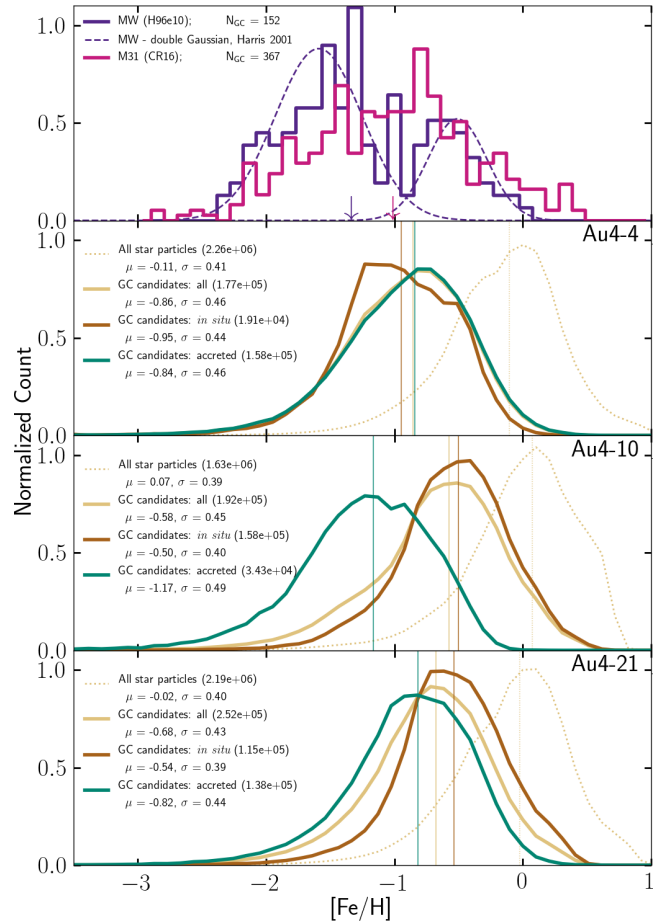 1.0
0.5
0.0
MW (H96e10); N_GC = 152
MW - double Gaussian, Harris 2001
M31 (CR16); N_GC = 367
Au4-4
1.0
0.5
0.0
All star particles (2.26e+06)
μ = -0.11, σ = 0.41
GC candidates: all (1.77e+05)
μ = -0.86, σ = 0.46
GC candidates: in situ (1.91e+04)
μ = -0.95, σ = 0.44
GC candidates: accreted (1.58e+05)
μ = -0.84, σ = 0.46
Normalized Count
Au4-10
1.0
0.5
0.0
All star particles (1.63e+06)
μ = 0.07, σ = 0.39
GC candidates: all (1.92e+05)
μ = -0.58, σ = 0.45
GC candidates: in situ (1.58e+05)
μ = -0.50, σ = 0.40
GC candidates: accreted (3.43e+04)
μ = -1.17, σ = 0.49
Au4-21
1.0
0.5
0.0
All star particles (2.19e+06)
μ = -0.02, σ = 0.40
GC candidates: all (2.52e+05)
μ = -0.68, σ = 0.43
GC candidates: in situ (1.15e+05)
μ = -0.54, σ = 0.39
GC candidates: accreted (1.38e+05)
μ = -0.82, σ = 0.44
−3 −2 −1 0 1
[Fe/H]